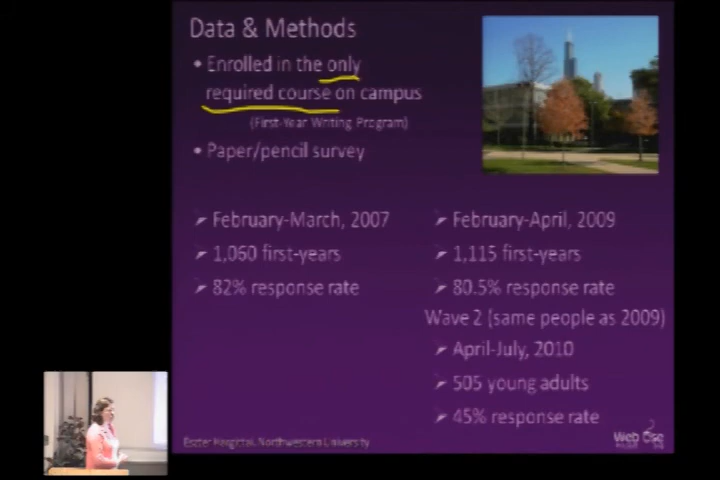 Data & Methods
• Enrolled in the only
required course on campus
(First-Year Writing Program)
• Paper/pencil survey
➢ February-March, 2007
➢ 1,060 first-years
➢ 82% response rate
➢ February-April, 2009
➢ 1,115 first-years
➢ 80.5% response rate
Wave 2 (same people as 2009)
➢ April-July, 2010
➢ 505 young adults
➢ 45% response rate
Eszter Hargittai, Northwestern University
Web Use